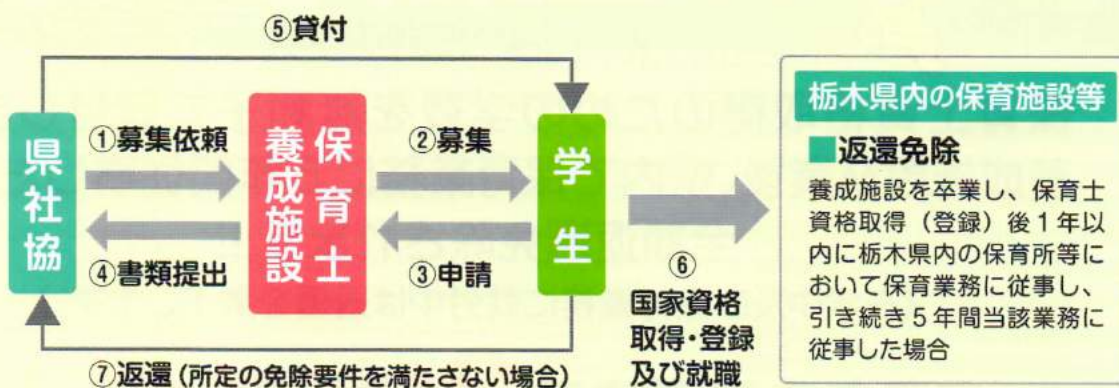 ⑤貸付
県社協
①募集依頼
④書類提出
保育士
養成施設
②募集
③申請
学生
⑥
国家資格
取得・登録
及び就職
⑦返還(所定の免除要件を満たさない場合)
栃木県内の保育施設等
■返還免除
養成施設を卒業し、保育士
資格取得(登録)後1年以
内に栃木県内の保育所等に
おいて保育業務に従事し、
引き続き5年間当該業務に
従事した場合